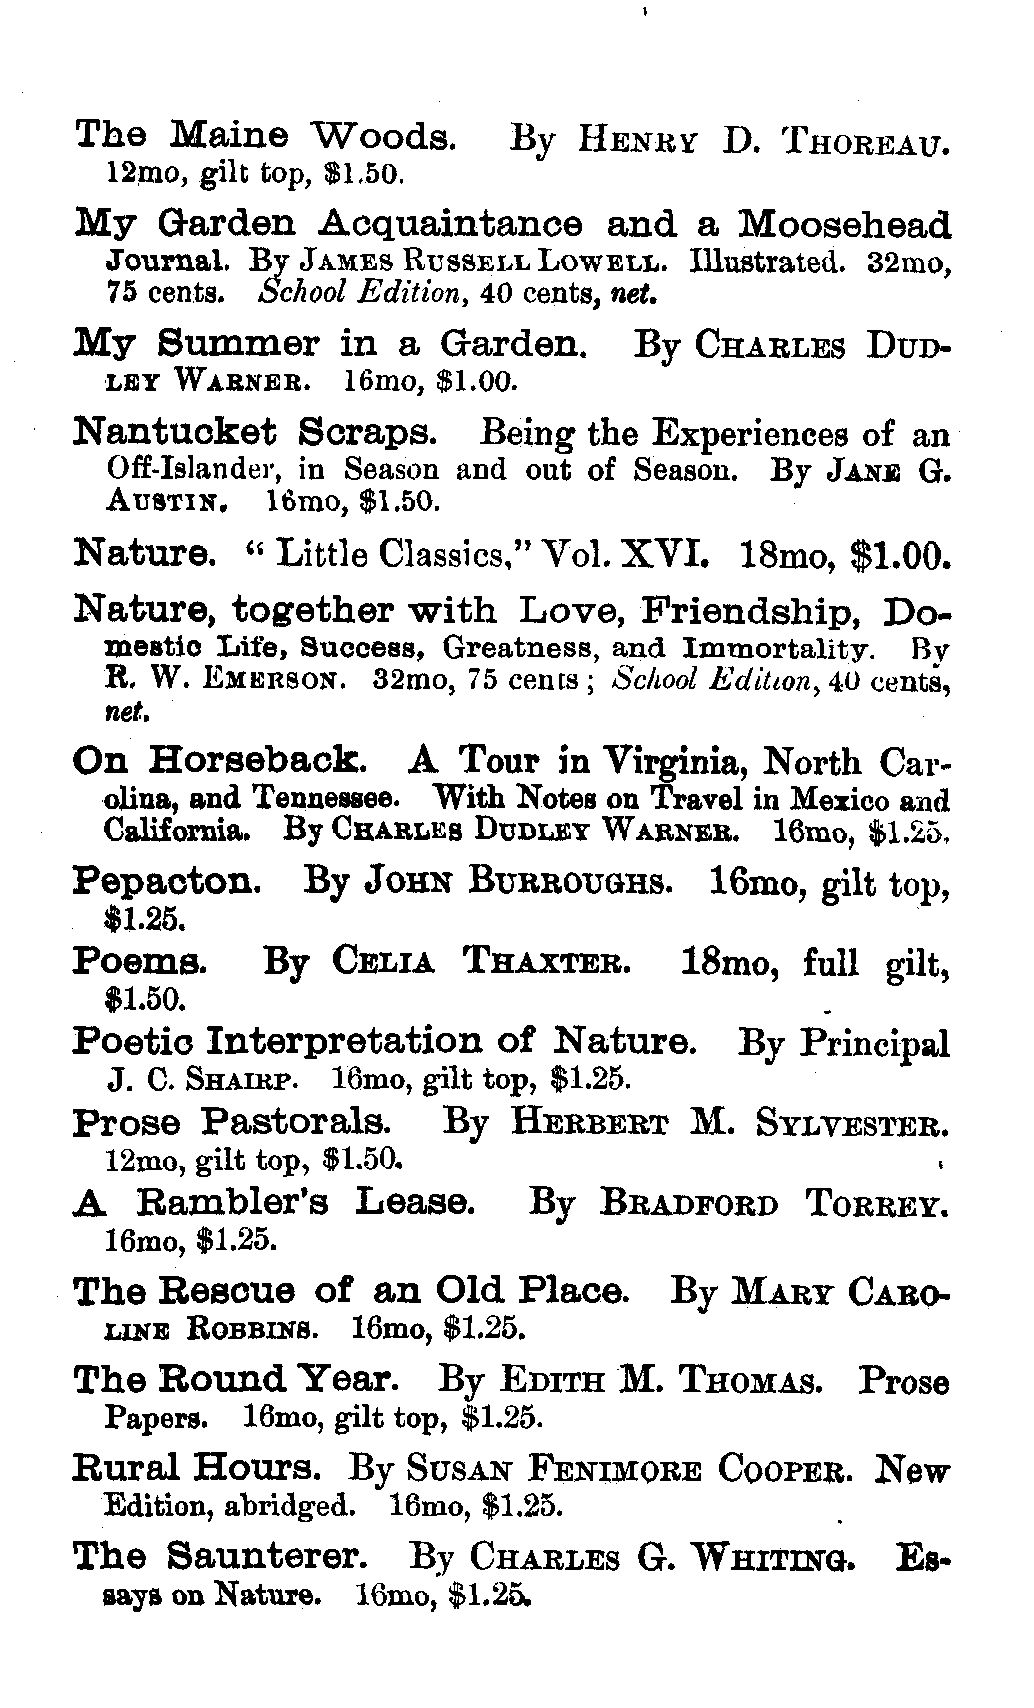 The Maine Woods. By Henry D. Thoreau.
12mo, gilt top, $1.50.
My Garden Acquaintance and a Moosehead
Journal. By James Russell Lowell. Illustrated. 32mo,
75 cents. School Edition, 40 cents, net.
My Summer in a Garden. By Charles Dud-
ley Warner. 16mo, $1.00.
Nantucket Scraps. Being the Experiences of an
Off-Islander, in Season and out of Season. By Jane G.
Austin. 16mo, $1.50.
Nature. "Little Classics," Vol. XVI. 18mo, $1.00.
Nature, together with Love, Friendship, Do-
mestic Life, Success, Greatness, and Immortality. By
R. W. Emerson. 32mo, 75 cents; School Edition, 40 cents,
net.
On Horseback. A Tour in Virginia, North Car-
olina, and Tennessee. With Notes on Travel in Mexico and
California. By Charles Dudley Warner. 16mo, $1.25.
Pepacton. By John Burroughs. 16mo, gilt top,
$1.25.
Poems. By Celia Thaxter. 18mo, full gilt,
$1.50.
Poetic Interpretation of Nature. By Principal
J. C. Shairp. 16mo, gilt top, $1.25.
Prose Pastorals. By Herbert M. Sylvester.
12mo, gilt top, $1.50.
A Rambler's Lease. By Bradford Torrey.
16mo, $1.25.
The Rescue of an Old Place. By Mary Caro-
line Robbins. 16mo, $1.25.
The Round Year. By Edith M. Thomas. Prose
Papers. 16mo, gilt top, $1.25.
Rural Hours. By Susan Fenimore Cooper. New
Edition, abridged. 16mo, $1.25.
The Saunterer. By Charles G. Whiting. Es-
says on Nature. 16mo, $1.25.